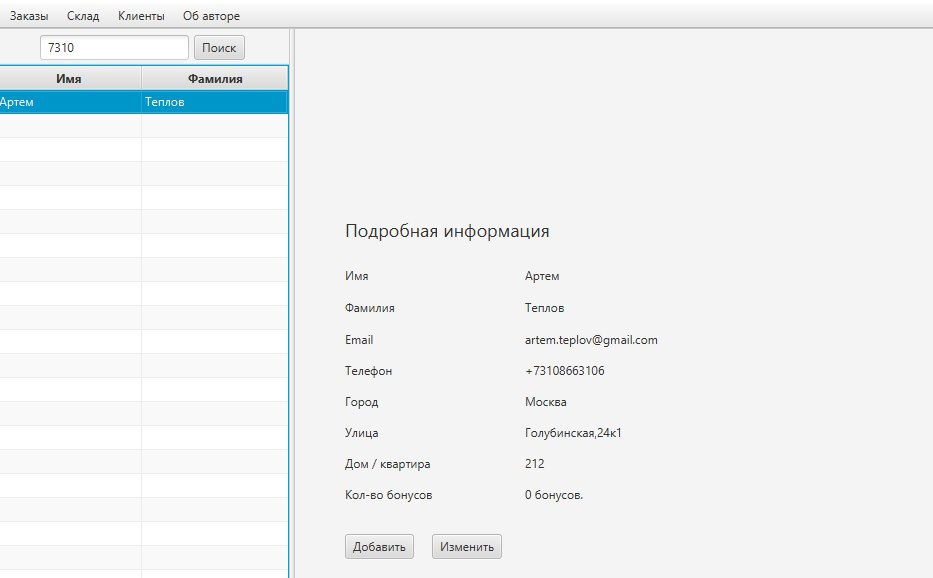 Заказы Склад Клиенты Об авторе
7310 Поиск
Имя Фамилия
Артем Теплов
Подробная информация
Имя Артем
Фамилия Теплов
Email artem.teplov@gmail.com
Телефон +73108663106
Город Москва
Улица Голубинская,24к1
Дом / квартира 212
Кол-во бонусов 0 бонусов.
Добавить Изменить